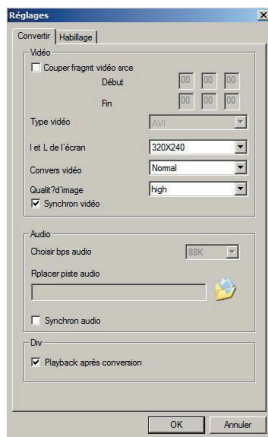 Réglages
Convertir Habillage
Vidéo
Couper fragmt vidéo srce
Début 00 00 00
Fin 00 00 00
Type vidéo AVI
l et L de l'écran 320X240
Convers vidéo Normal
Qualit?d'image high
Synchron vidéo
Audio
Choisir bps audio 88K
Rplacer piste audio
Synchron audio
Div
Playback après conversion
OK Annuler